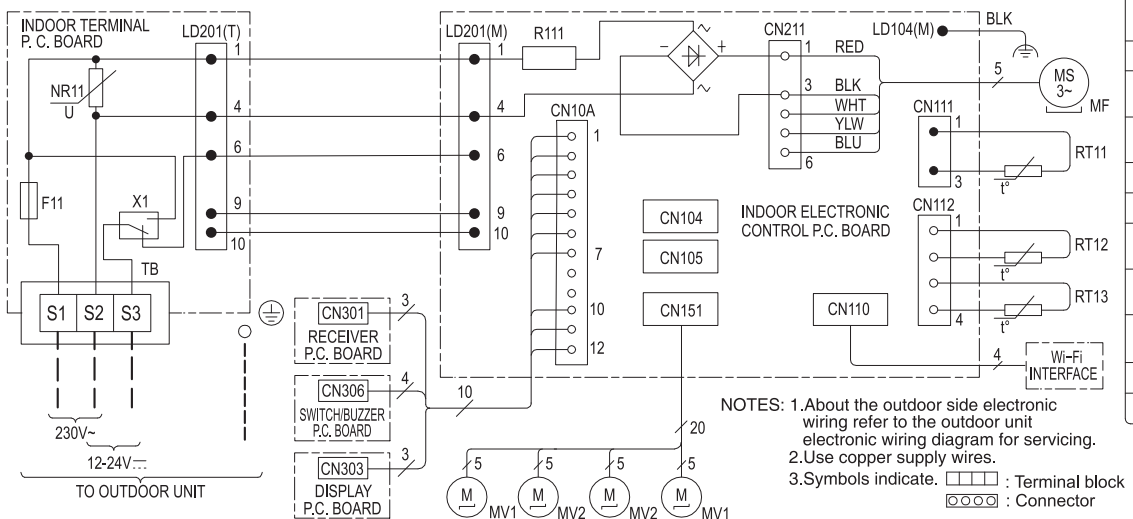 INDOOR TERMINAL
P. C. BOARD
LD201(T)
1
4
6
9
10
NR11
U
F11
X1
TB
S1 S2 S3
230V~
12-24V⎓
TO OUTDOOR UNIT
LD201(M)
1
4
6
9
10
R111
~
− +
~
CN10A
1
7
10
12
CN211
1
3
6
RED
BLK
WHT
YLW
BLU
LD104(M)
BLK
5
MS
3~
MF
CN111
1
3
RT11
t°
CN112
1
4
RT12
t°
RT13
t°
CN104
CN105
CN151
INDOOR ELECTRONIC
CONTROL P.C. BOARD
CN110
4
Wi-Fi
INTERFACE
CN301
RECEIVER
P.C. BOARD
3
CN306
SWITCH/BUZZER
P.C. BOARD
4
CN303
DISPLAY
P.C. BOARD
3
10
20
5 5 5 5
M MV1 M MV2 M MV2 M MV1
NOTES: 1.About the outdoor side electronic
wiring refer to the outdoor unit
electronic wiring diagram for servicing.
2.Use copper supply wires.
3.Symbols indicate. : Terminal block
: Connector